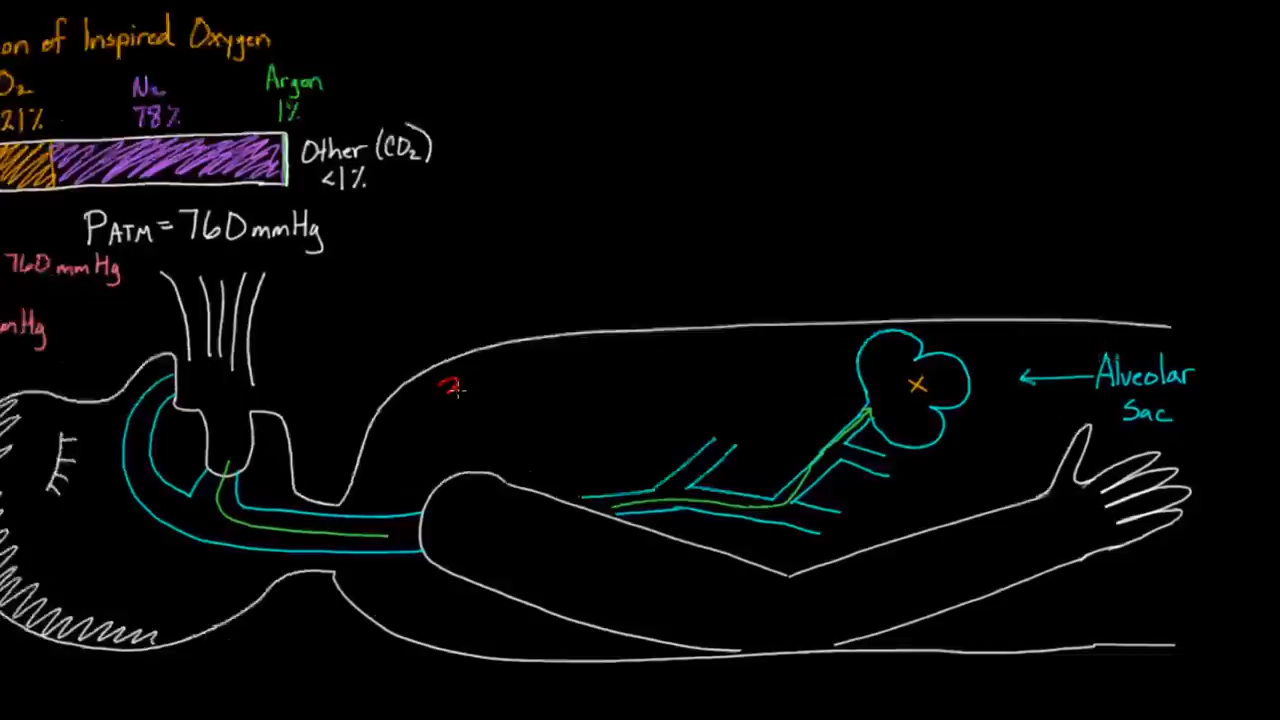 on of Inspired Oxygen
O₂ N₂ Argon
21% 78% 1%
Other (CO₂)
<1%
PATM = 760 mmHg
760 mmHg
mHg
Alveolar
Sac